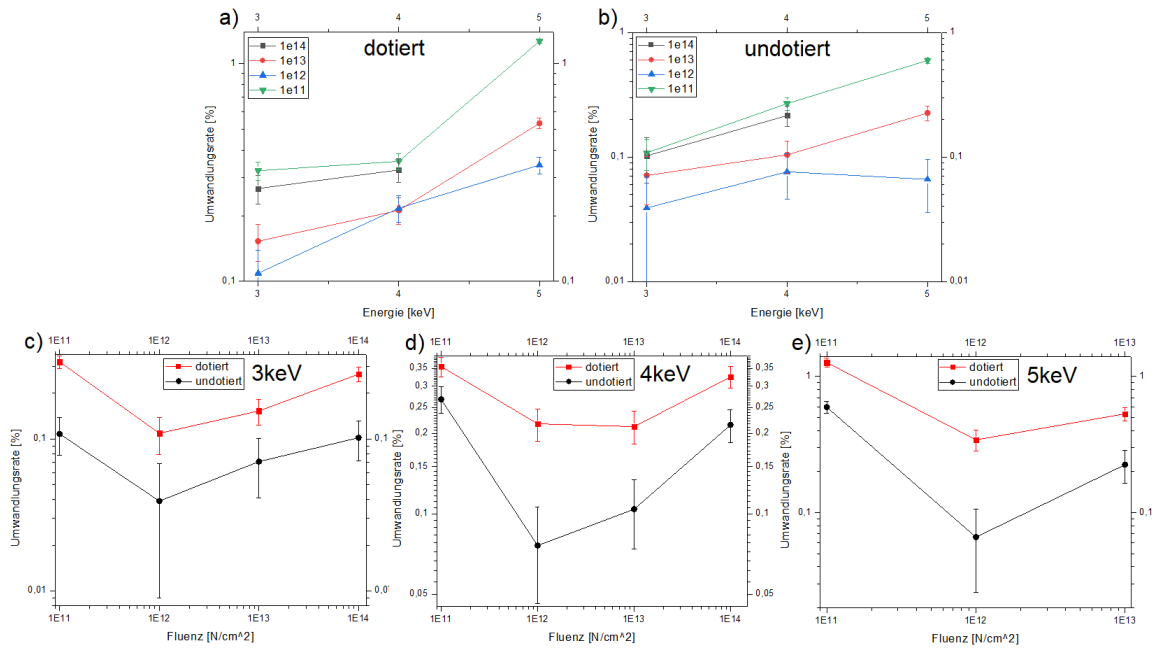 a)
3 4 5
dotiert
1e14
1e13
1e12
1e11
1 1
0,1 0,1
Umwandlungsrate [%]
3 4 5
Energie [keV]
b)
3 4 5
undotiert
1e14
1e13
1e12
1e11
1 1
0,1 0,1
0,01 0,01
Umwandlungsrate [%]
3 4 5
Energie [keV]
c)
1E11 1E12 1E13 1E14
dotiert
undotiert
3keV
0,1 0,1
0,01 0,0
Umwandlungsrate [%]
1E11 1E12 1E13 1E14
Fluenz [N/cm^2]
d)
1E11 1E12 1E13 1E14
dotiert
undotiert
4keV
0,35 0,35
0,3 0,3
0,25 0,25
0,2 0,2
0,15 0,15
0,1 0,1
0,05 0,05
Umwandlungsrate [%]
1E11 1E12 1E13 1E14
Fluenz [N/cm^2]
e)
1E11 1E12 1E13
dotiert
undotiert
5keV
1 1
0,1 0,1
Umwandlungsrate [%]
1E11 1E12 1E13
Fluenz [N/cm^2]